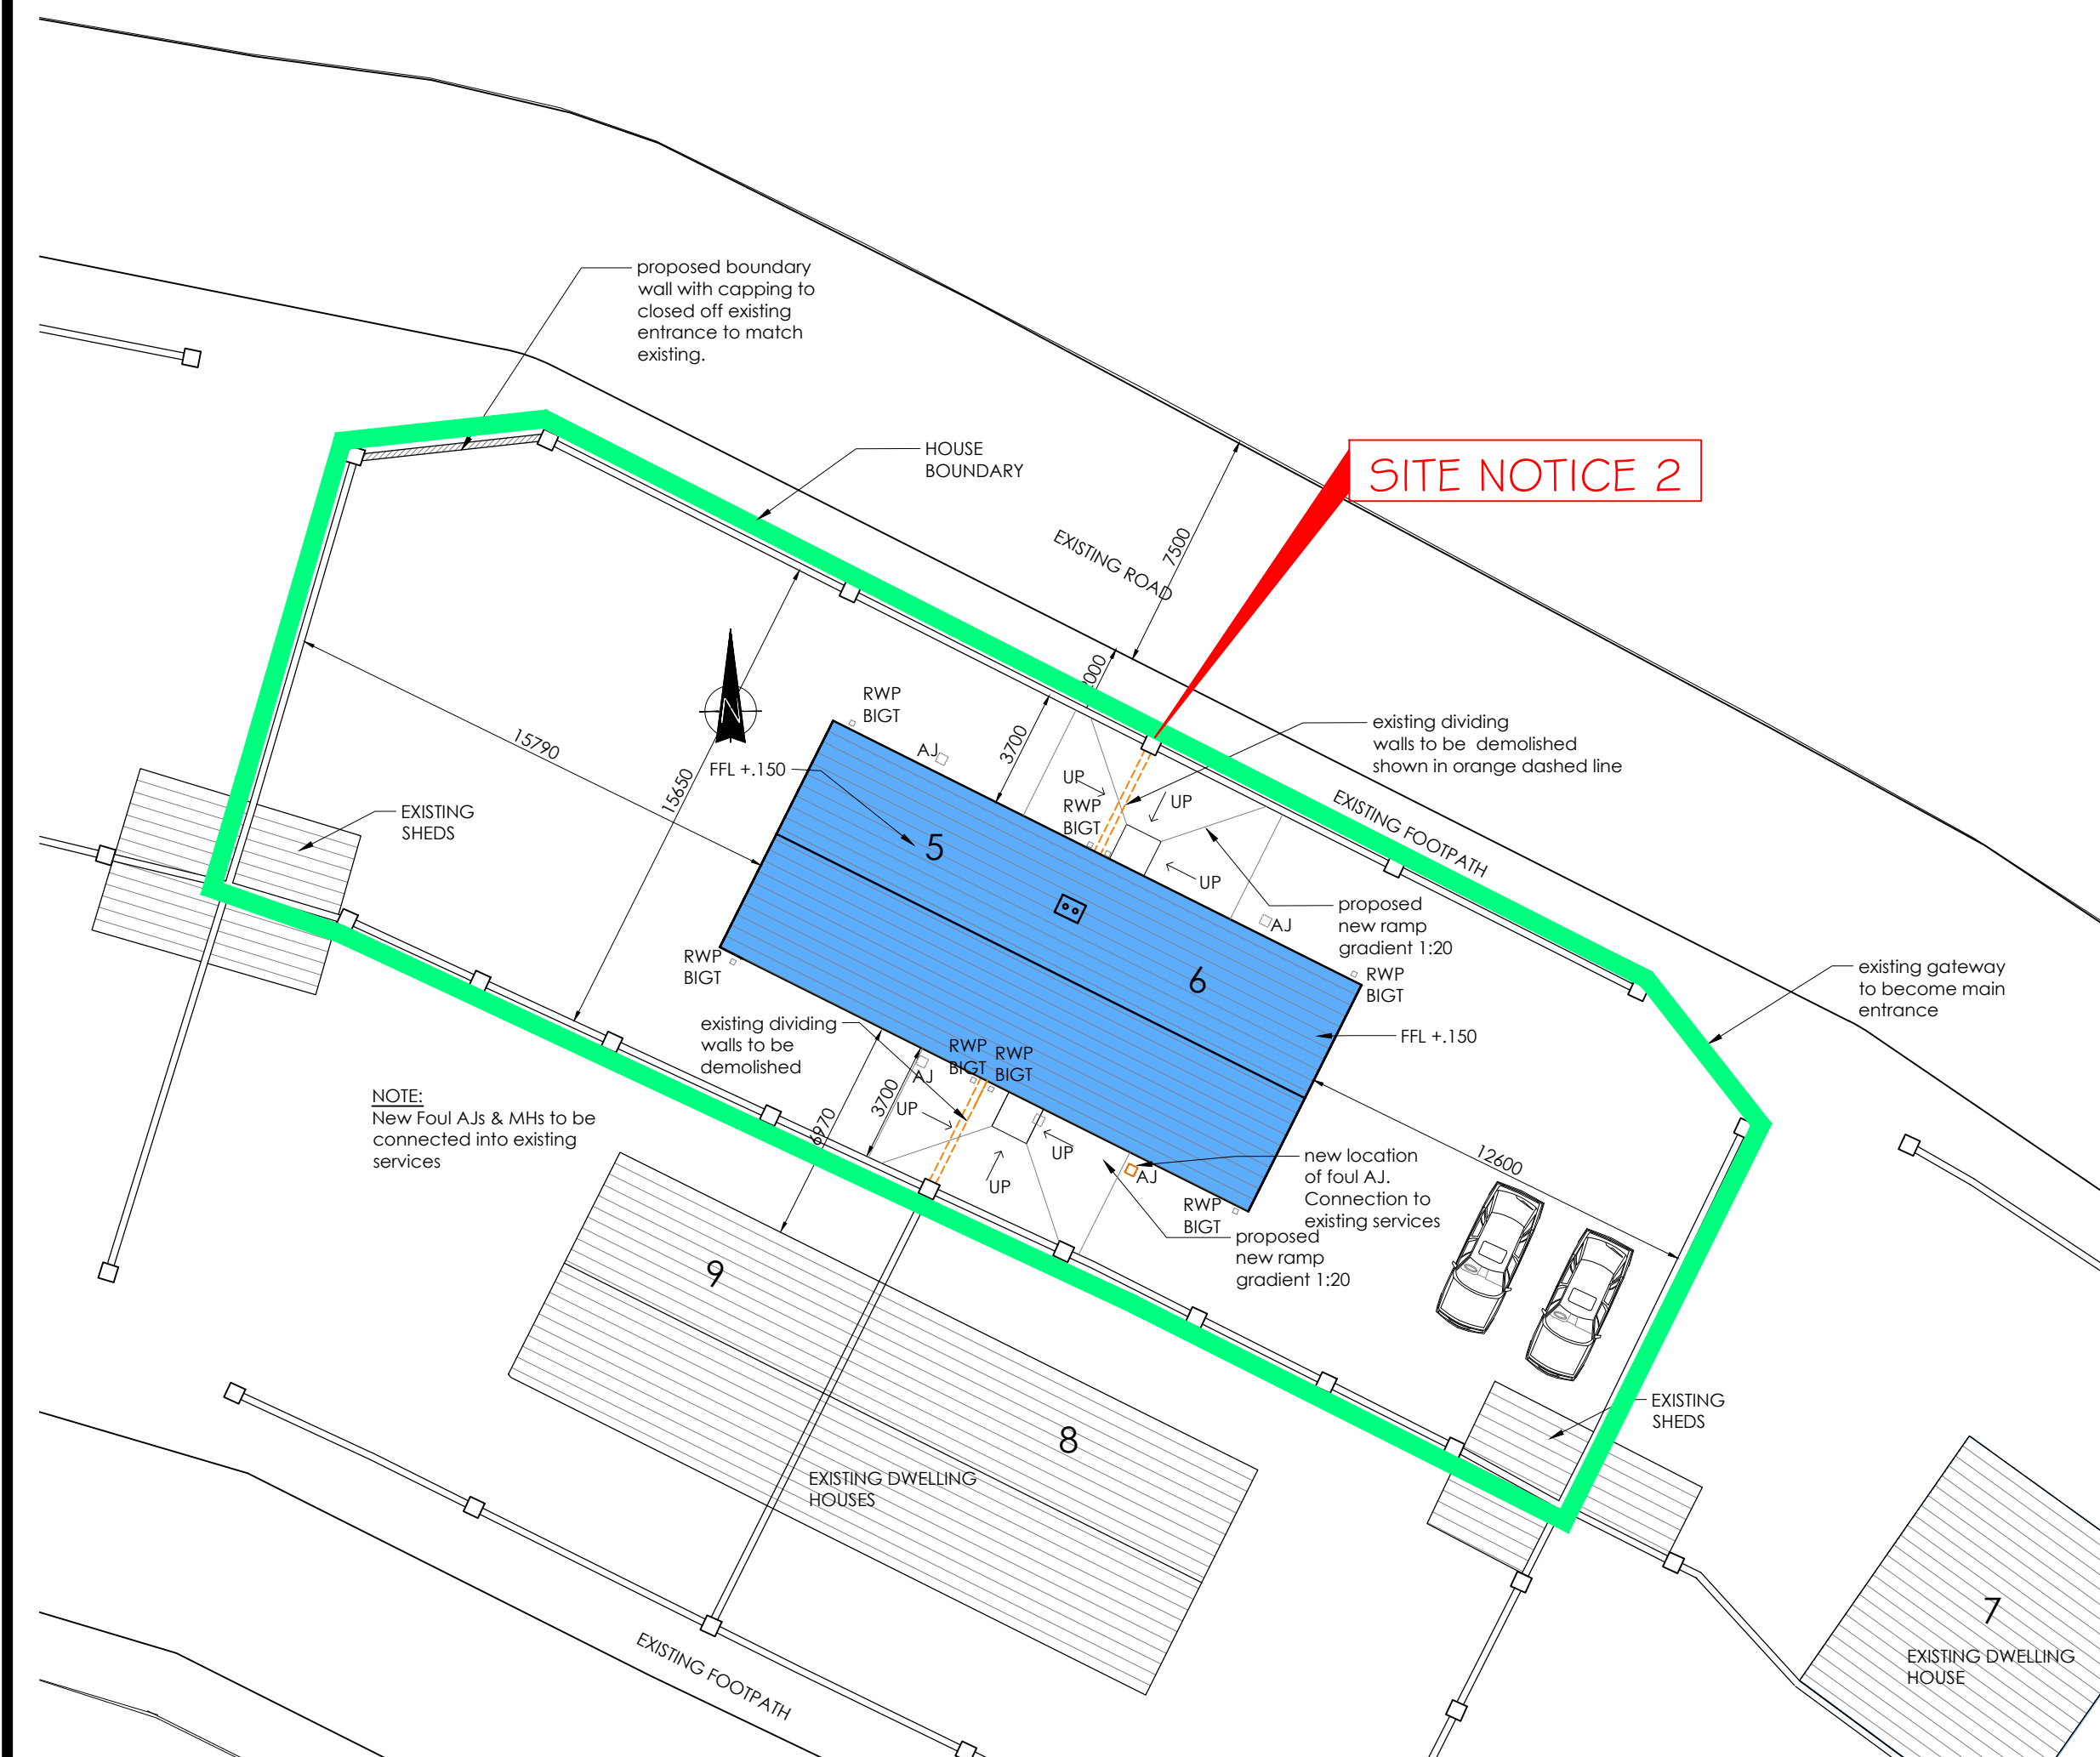 proposed boundary
wall with capping to
closed off existing
entrance to match
existing.
HOUSE
BOUNDARY
SITE NOTICE 2
EXISTING ROAD
7500
2000
3700
RWP
BIGT
AJ
FFL +.150
15790
15650
N
EXISTING
SHEDS
5
UP
UP
RWP
BIGT
UP
existing dividing
walls to be demolished
shown in orange dashed line
EXISTING FOOTPATH
proposed
new ramp
gradient 1:20
AJ
6
RWP
BIGT
existing gateway
to become main
entrance
FFL +.150
RWP
BIGT
existing dividing
walls to be
demolished
RWP
BIGT
RWP
BIGT
AJ
3700
6970
UP
UP
UP
NOTE:
New Foul AJs & MHs to be
connected into existing
services
new location
of foul AJ.
Connection to
existing services
AJ
RWP
BIGT
proposed
new ramp
gradient 1:20
12600
9
8
EXISTING DWELLING
HOUSES
EXISTING
SHEDS
7
EXISTING DWELLING
HOUSE
EXISTING FOOTPATH